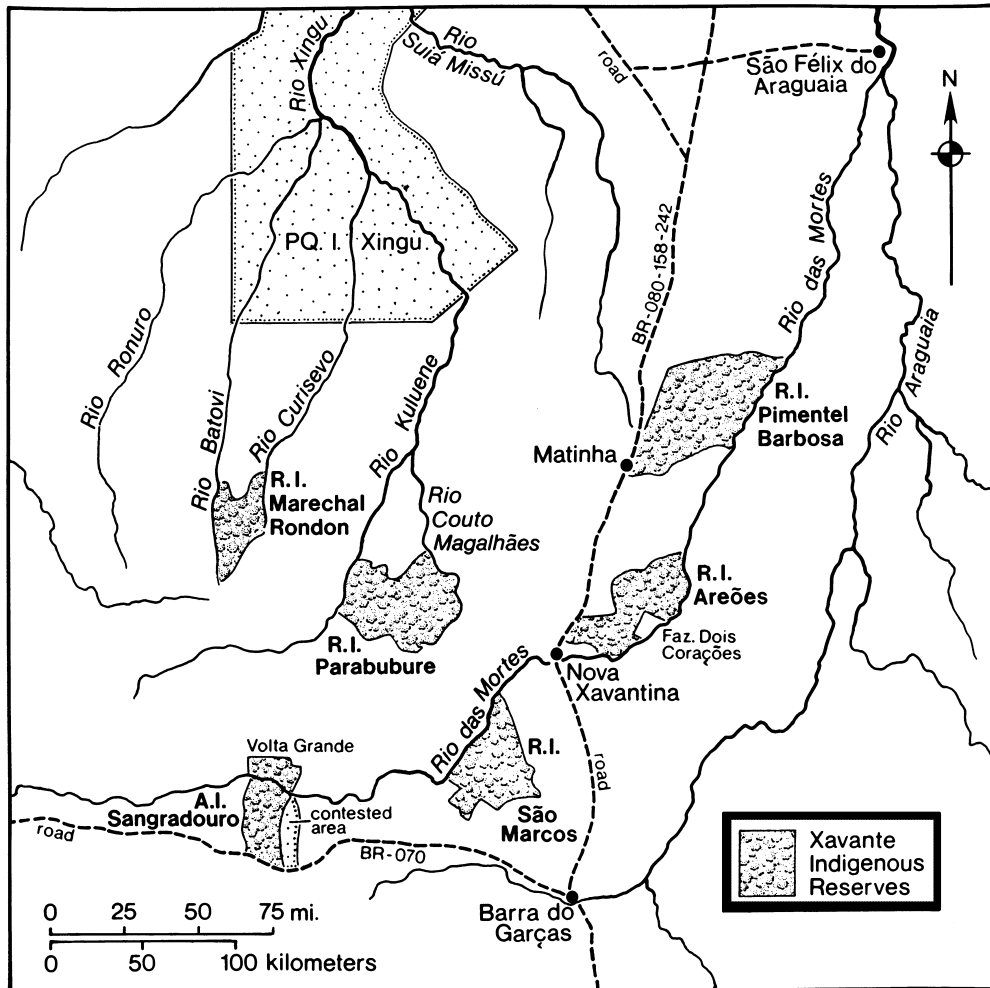 Rio Xingu
Rio
Suiá Missú
road
São Félix do
Araguaia
N
PQ. I. Xingu
BR-080-158-242
Rio das Mortes
Rio Araguaia
Rio Ronuro
Rio Batovi
Rio Curisevo
Rio Kuluene
R.I.
Pimentel
Barbosa
Matinha
R.I.
Marechal
Rondon
Rio
Couto
Magalhães
R.I.
Areões
Faz. Dois
Corações
R.I.
Parabubure
Nova
Xavantina
Rio das Mortes
R.I.
São
Marcos
road
Volta Grande
A.I.
Sangradouro
contested
area
road
BR-070
Barra do
Garças
Xavante
Indigenous
Reserves
0 25 50 75 mi.
0 50 100 kilometers